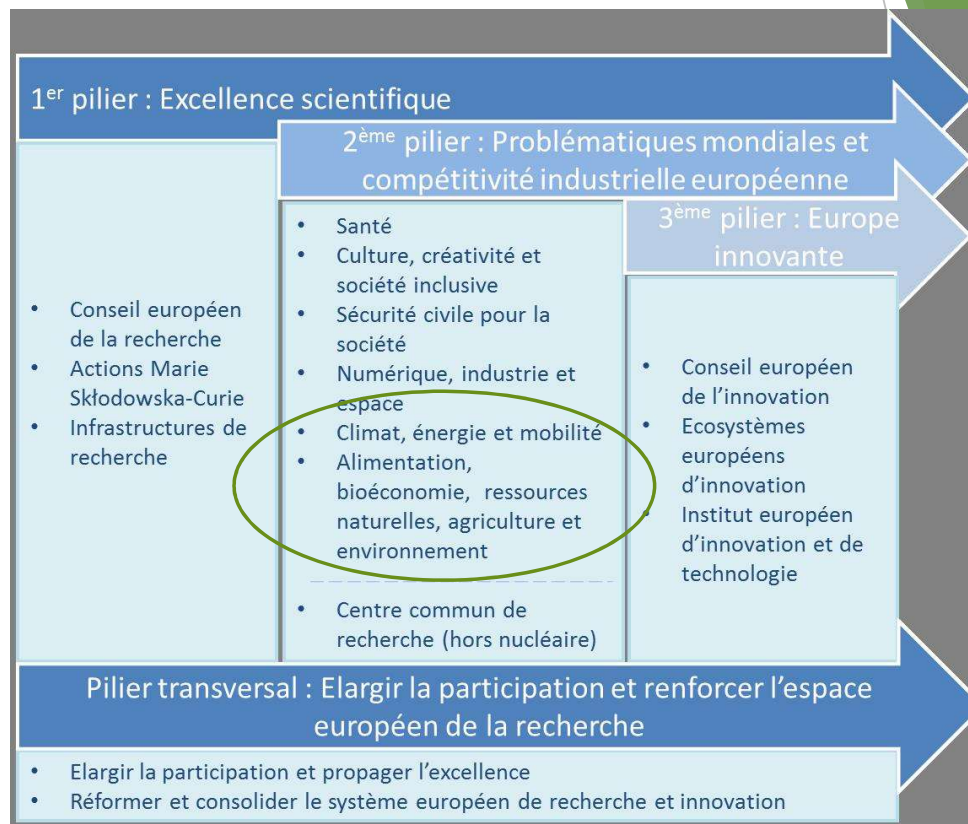 1er pilier : Excellence scientifique
2ème pilier : Problématiques mondiales et
compétitivité industrielle européenne
3ème pilier : Europe
innovante
• Conseil européen
de la recherche
• Actions Marie
Skłodowska-Curie
• Infrastructures de
recherche
• Santé
• Culture, créativité et
société inclusive
• Sécurité civile pour la
société
• Numérique, industrie et
espace
• Climat, énergie et mobilité
• Alimentation,
bioéconomie, ressources
naturelles, agriculture et
environnement
• Centre commun de
recherche (hors nucléaire)
• Conseil européen
de l’innovation
• Ecosystèmes
européens
d’innovation
• Institut européen
d’innovation et de
technologie
Pilier transversal : Elargir la participation et renforcer l’espace
européen de la recherche
• Elargir la participation et propager l’excellence
• Réformer et consolider le système européen de recherche et innovation